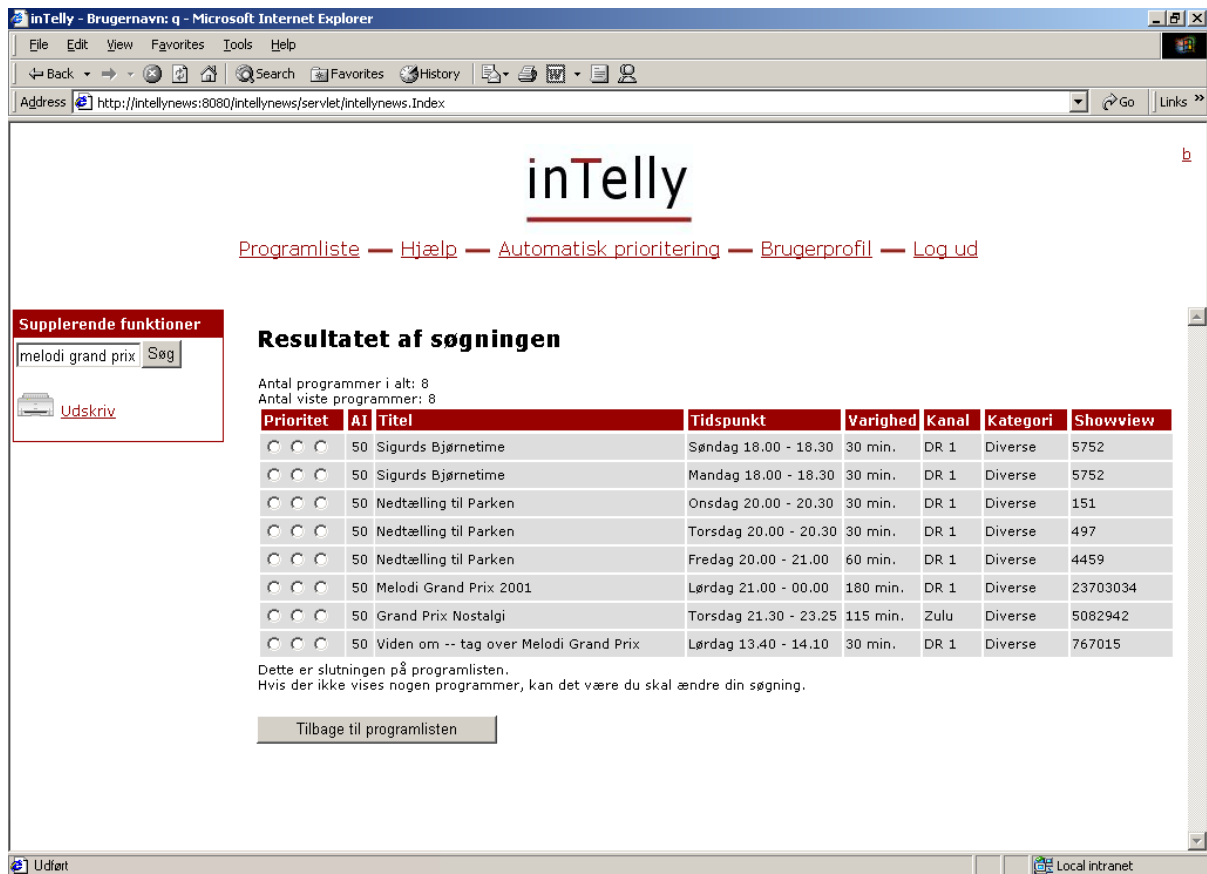 inTelly - Brugernavn: q - Microsoft Internet Explorer
File Edit View Favorites Tools Help
Back Search Favorites History
Address http://intellynews:8080/intellynews/servlet/intellynews.Index Go Links »
b
inTelly
Programliste — Hjælp — Automatisk prioritering — Brugerprofil — Log ud
Supplerende funktioner
melodi grand prix Søg
Udskriv
Resultatet af søgningen
Antal programmer i alt: 8
Antal viste programmer: 8
Prioritet AI Titel Tidspunkt Varighed Kanal Kategori Showview
50 Sigurds Bjørnetime Søndag 18.00 - 18.30 30 min. DR 1 Diverse 5752
50 Sigurds Bjørnetime Mandag 18.00 - 18.30 30 min. DR 1 Diverse 5752
50 Nedtælling til Parken Onsdag 20.00 - 20.30 30 min. DR 1 Diverse 151
50 Nedtælling til Parken Torsdag 20.00 - 20.30 30 min. DR 1 Diverse 497
50 Nedtælling til Parken Fredag 20.00 - 21.00 60 min. DR 1 Diverse 4459
50 Melodi Grand Prix 2001 Lørdag 21.00 - 00.00 180 min. DR 1 Diverse 23703034
50 Grand Prix Nostalgi Torsdag 21.30 - 23.25 115 min. Zulu Diverse 5082942
50 Viden om -- tag over Melodi Grand Prix Lørdag 13.40 - 14.10 30 min. DR 1 Diverse 767015
Dette er slutningen på programlisten.
Hvis der ikke vises nogen programmer, kan det være du skal ændre din søgning.
Tilbage til programlisten
Udført Local intranet